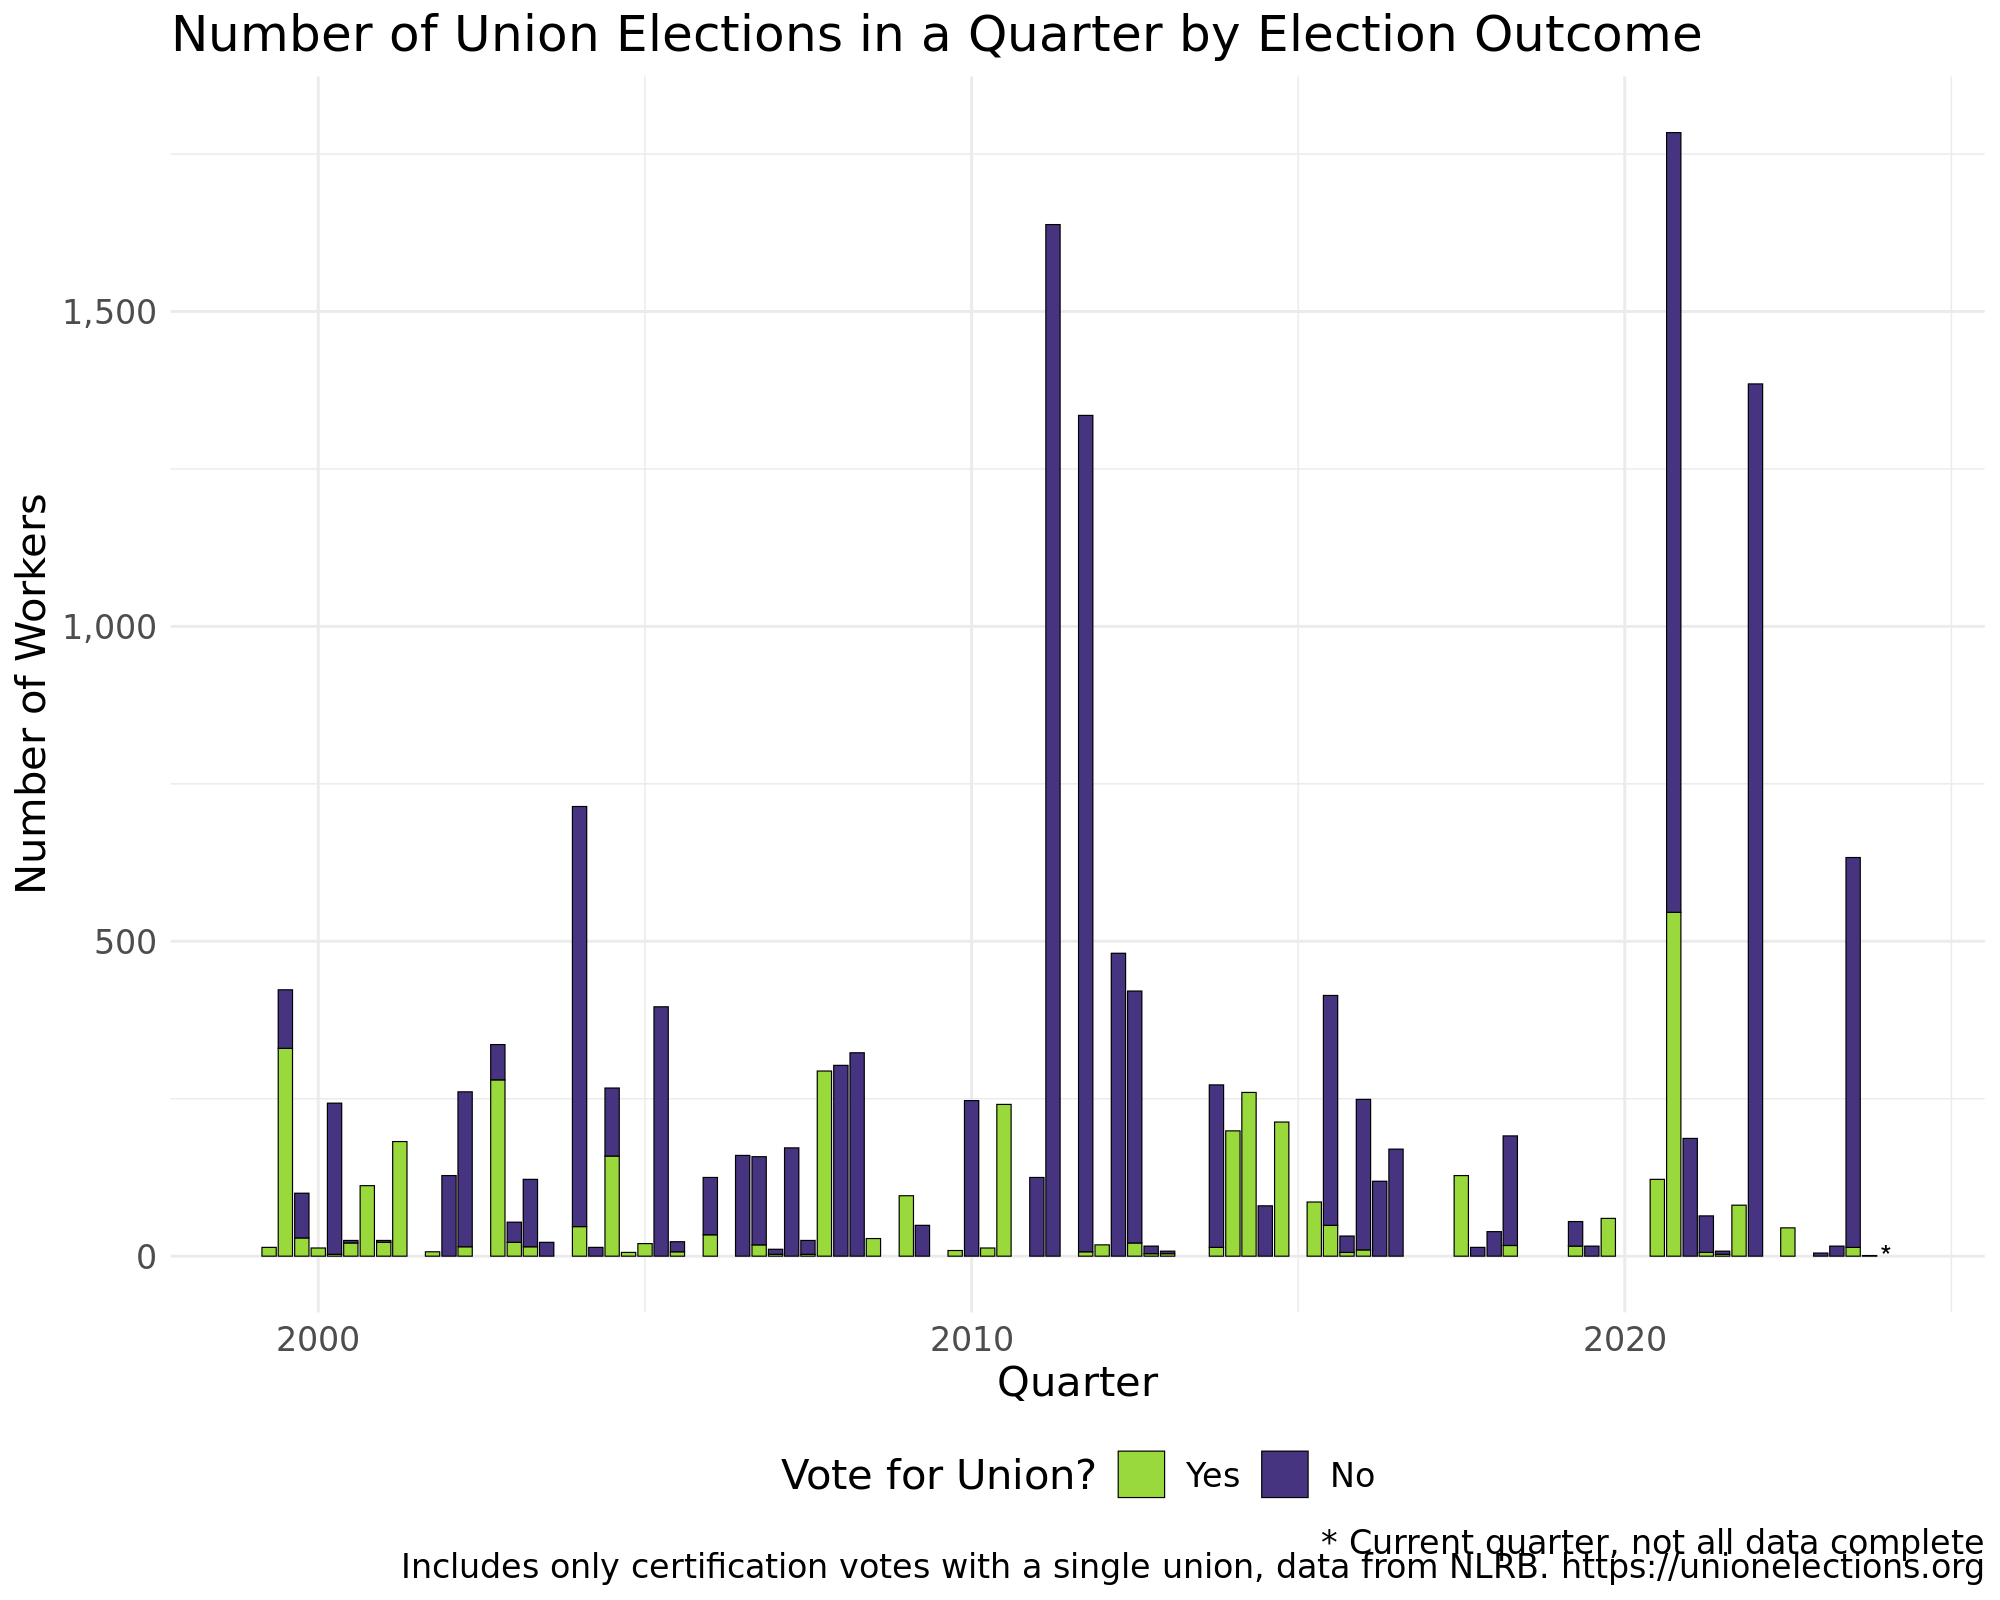 Number of Union Elections in a Quarter by Election Outcome
Number of Workers
1,500
1,000
500
0
*
2000 2010 2020
Quarter
Vote for Union? Yes No
* Current quarter, not all data complete
Includes only certification votes with a single union, data from NLRB. https://unionelections.org